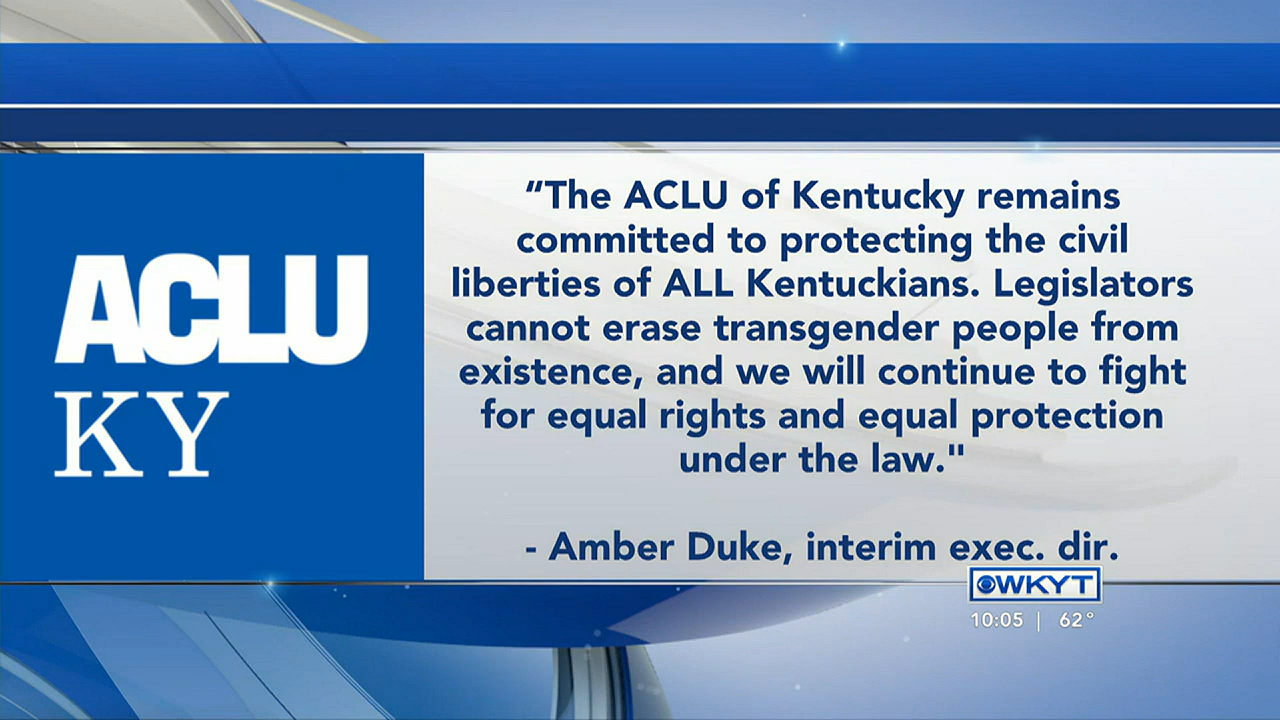 ACLU
KY
“The ACLU of Kentucky remains
committed to protecting the civil
liberties of ALL Kentuckians. Legislators
cannot erase transgender people from
existence, and we will continue to fight
for equal rights and equal protection
under the law."
- Amber Duke, interim exec. dir.
WKYT
10:05 | 62°